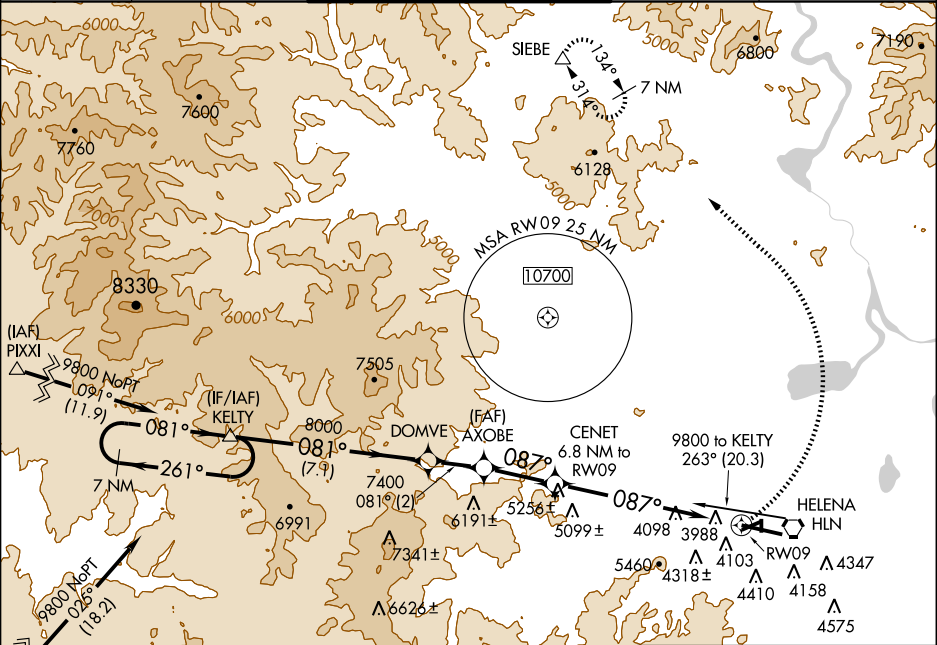 6000
5000
6800
7190
SIEBE
134°
314°
7 NM
7600
7760
6128
5000
7000
MSA RW09 25 NM
10700
5000
8330
6000
(IAF)
PIXXI
9800 NoPT
091°
(11.9)
7505
(IF/IAF)
KELTY
081°
261°
7 NM
8000
081°
(7.1)
DOMVE
(FAF)
AXOBE
087°
CENET
6.8 NM to
RW09
9800 to KELTY
263° (20.3)
7400
081° (2)
087°
HELENA
HLN
6991
6191±
5256±
5099±
4098
3988
RW09
7341±
4103
5460
4318±
4347
4410
4158
9800 NoPT
026°
(18.2)
6626±
4575